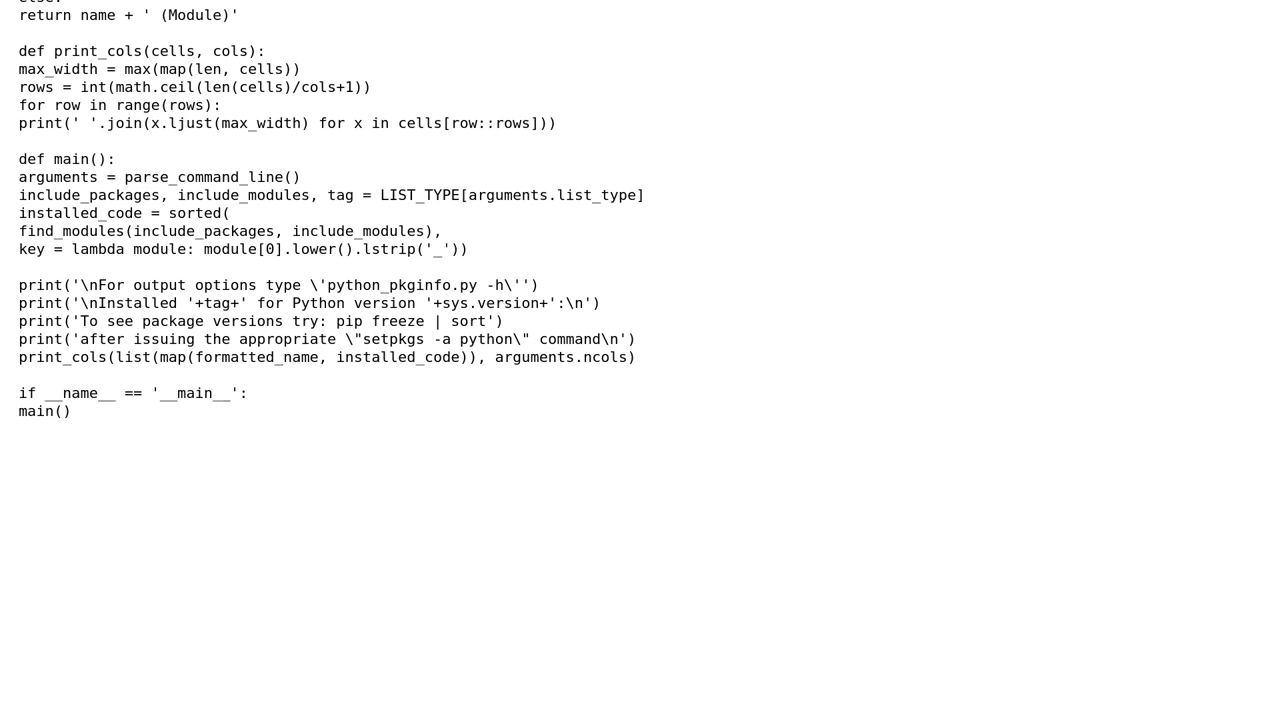 else:
return name + ' (Module)'

def print_cols(cells, cols):
max_width = max(map(len, cells))
rows = int(math.ceil(len(cells)/cols+1))
for row in range(rows):
print(' '.join(x.ljust(max_width) for x in cells[row::rows]))

def main():
arguments = parse_command_line()
include_packages, include_modules, tag = LIST_TYPE[arguments.list_type]
installed_code = sorted(
find_modules(include_packages, include_modules),
key = lambda module: module[0].lower().lstrip('_'))

print('\nFor output options type \'python_pkginfo.py -h\'')
print('\nInstalled '+tag+' for Python version '+sys.version+':\n')
print('To see package versions try: pip freeze | sort')
print('after issuing the appropriate \"setpkgs -a python\" command\n')
print_cols(list(map(formatted_name, installed_code)), arguments.ncols)

if __name__ == '__main__':
main()